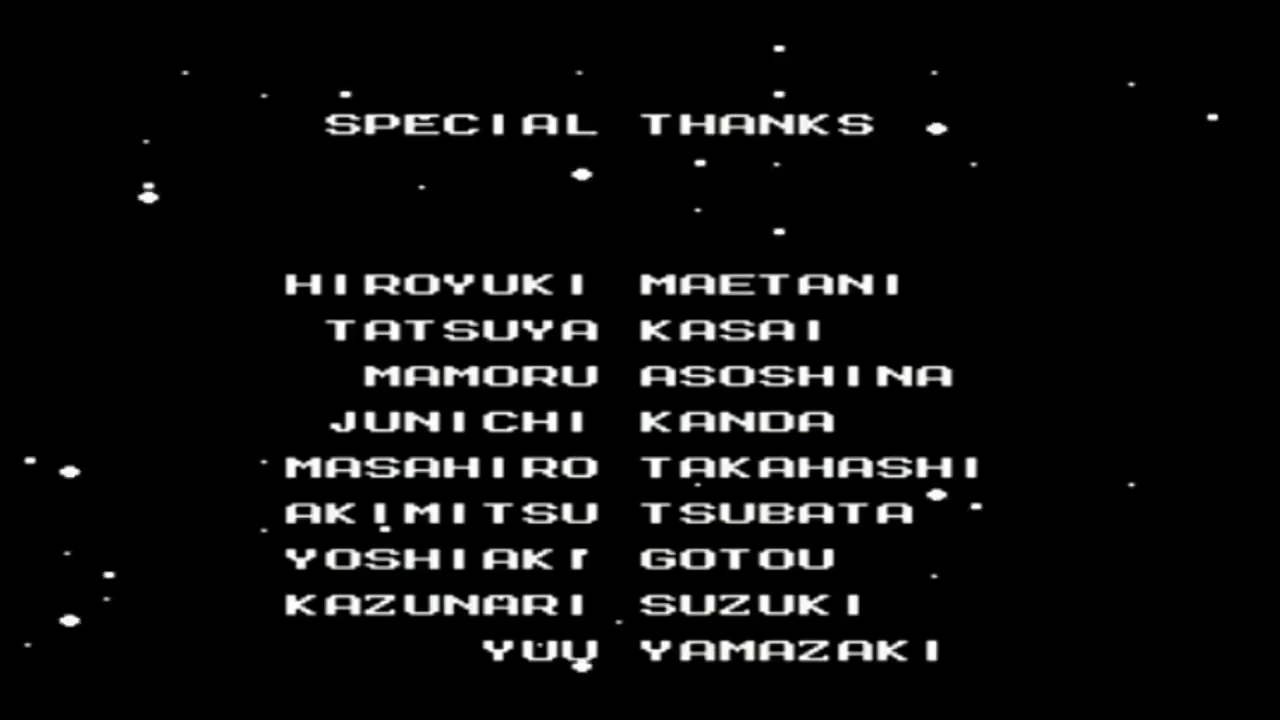 SPECIAL THANKS
HIROYUKI MAETANI
TATSUYA KASAI
MAMORU ASOSHINA
JUNICHI KANDA
MASAHIRO TAKAHASHI
AKIMITSU TSUBATA
YOSHIAKI GOTOU
KAZUNARI SUZUKI
YUU YAMAZAKI